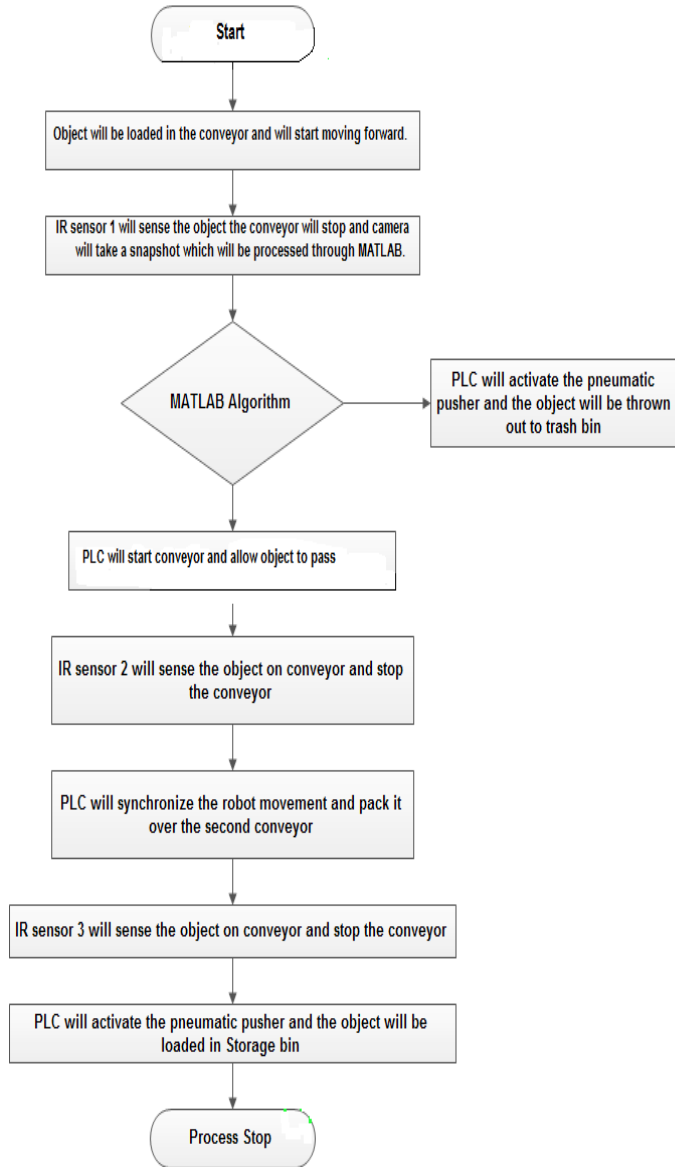 Start
Object will be loaded in the conveyor and will start moving forward.
IR sensor 1 will sense the object the conveyor will stop and camera
will take a snapshot which will be processed through MATLAB.
MATLAB Algorithm
PLC will activate the pneumatic
pusher and the object will be thrown
out to trash bin
PLC will start conveyor and allow object to pass
IR sensor 2 will sense the object on conveyor and stop
the conveyor
PLC will synchronize the robot movement and pack it
over the second conveyor
IR sensor 3 will sense the object on conveyor and stop the conveyor
PLC will activate the pneumatic pusher and the object will be
loaded in Storage bin
Process Stop